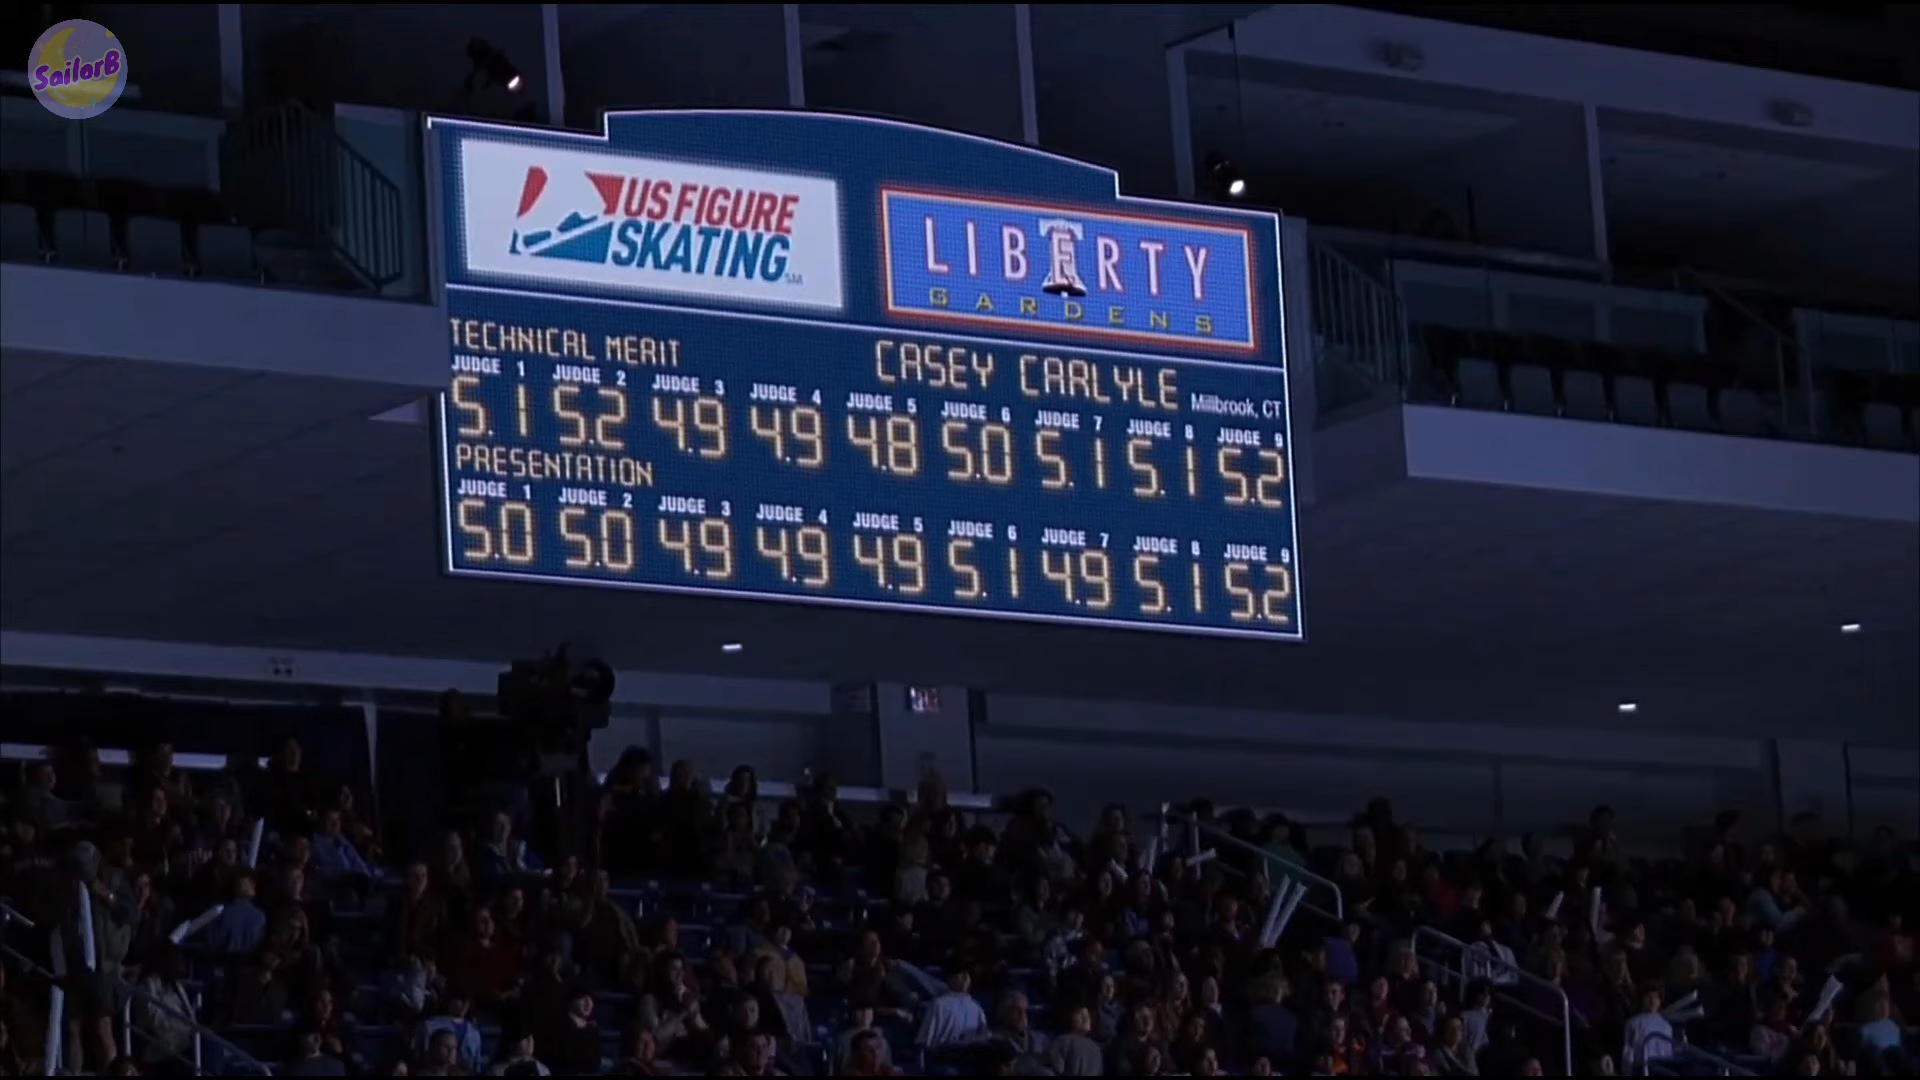 SailorB
US FIGURE
SKATING SM
LIBERTY
GARDENS
TECHNICAL MERIT
CASEY CARLYLE Millbrook, CT
JUDGE 1 JUDGE 2 JUDGE 3 JUDGE 4 JUDGE 5 JUDGE 6 JUDGE 7 JUDGE 8 JUDGE 9
5.1 5.2 4.9 4.9 4.8 5.0 5.1 5.1 5.2
PRESENTATION
JUDGE 1 JUDGE 2 JUDGE 3 JUDGE 4 JUDGE 5 JUDGE 6 JUDGE 7 JUDGE 8 JUDGE 9
5.0 5.0 4.9 4.9 4.9 5.1 4.9 5.1 5.2